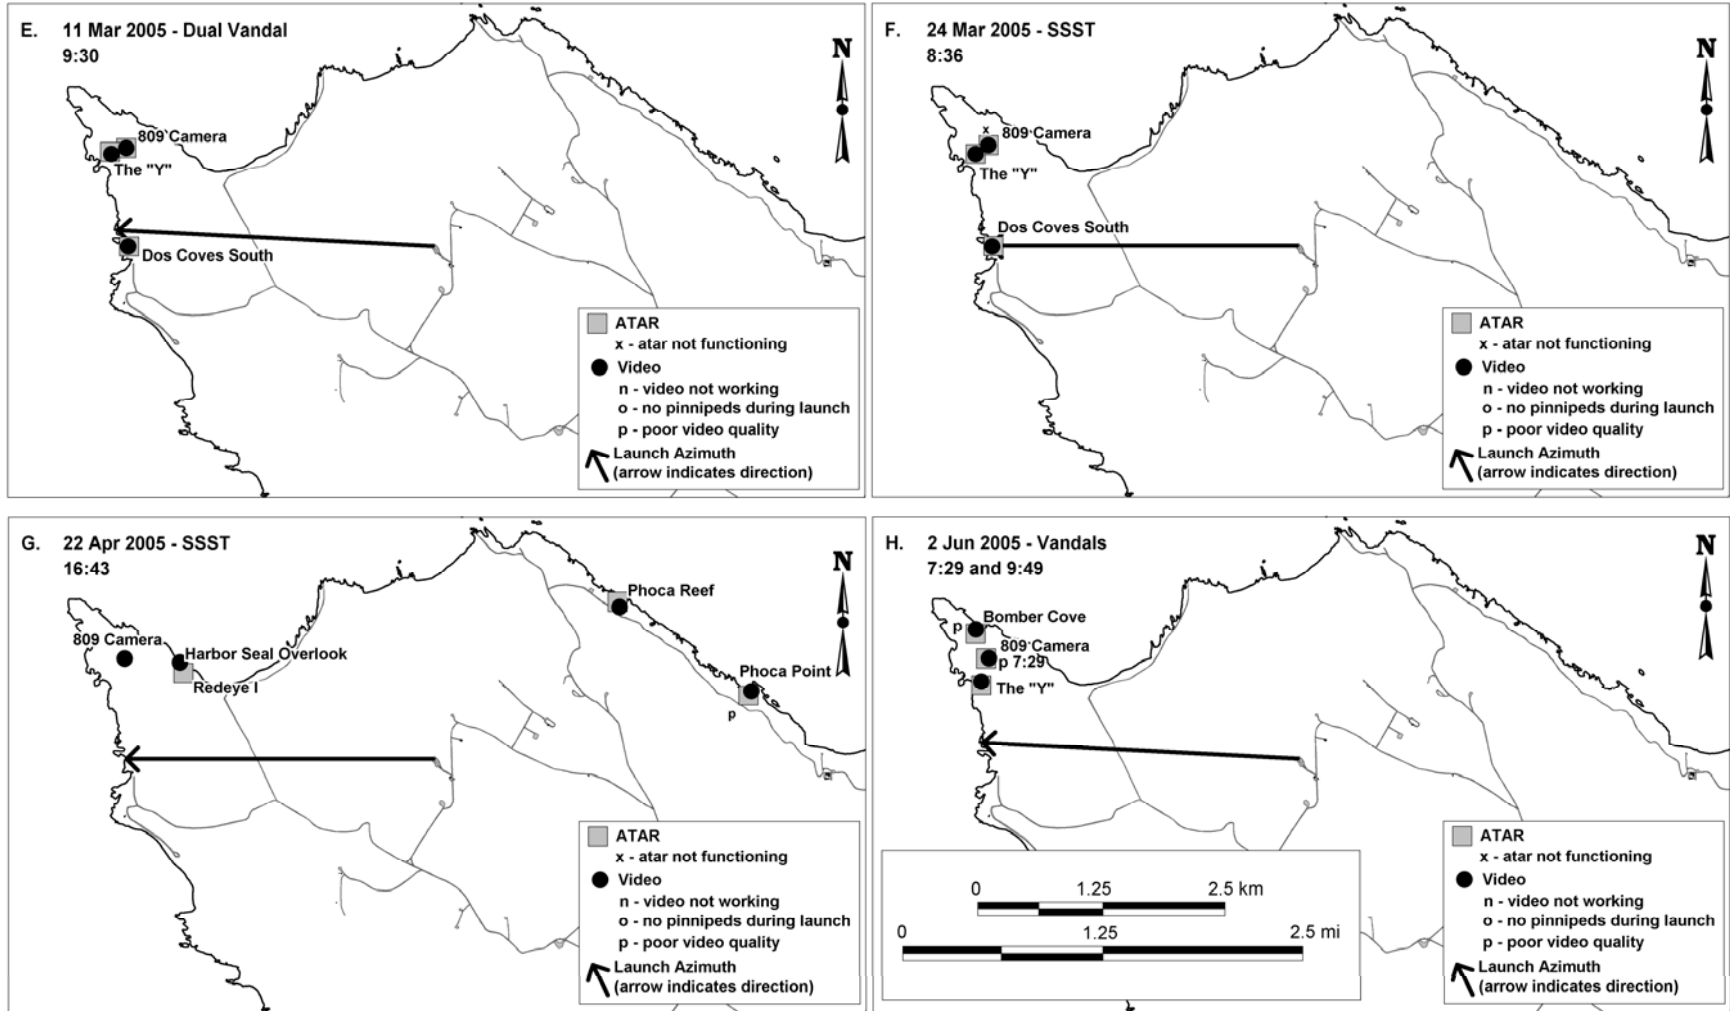 E. 11 Mar 2005 - Dual Vandal
9:30
N
809 Camera
The "Y"
Dos Coves South
ATAR
x - atar not functioning
Video
n - video not working
o - no pinnipeds during launch
p - poor video quality
Launch Azimuth
(arrow indicates direction)
F. 24 Mar 2005 - SSST
8:36
N
x
809 Camera
The "Y"
Dos Coves South
ATAR
x - atar not functioning
Video
n - video not working
o - no pinnipeds during launch
p - poor video quality
Launch Azimuth
(arrow indicates direction)
G. 22 Apr 2005 - SSST
16:43
N
Phoca Reef
809 Camera
Harbor Seal Overlook
Redeye I
Phoca Point
p
ATAR
x - atar not functioning
Video
n - video not working
o - no pinnipeds during launch
p - poor video quality
Launch Azimuth
(arrow indicates direction)
H. 2 Jun 2005 - Vandals
7:29 and 9:49
N
Bomber Cove
p
809 Camera
p 7:29
The "Y"
ATAR
x - atar not functioning
Video
n - video not working
o - no pinnipeds during launch
p - poor video quality
Launch Azimuth
(arrow indicates direction)
0 1.25 2.5 km
0 1.25 2.5 mi